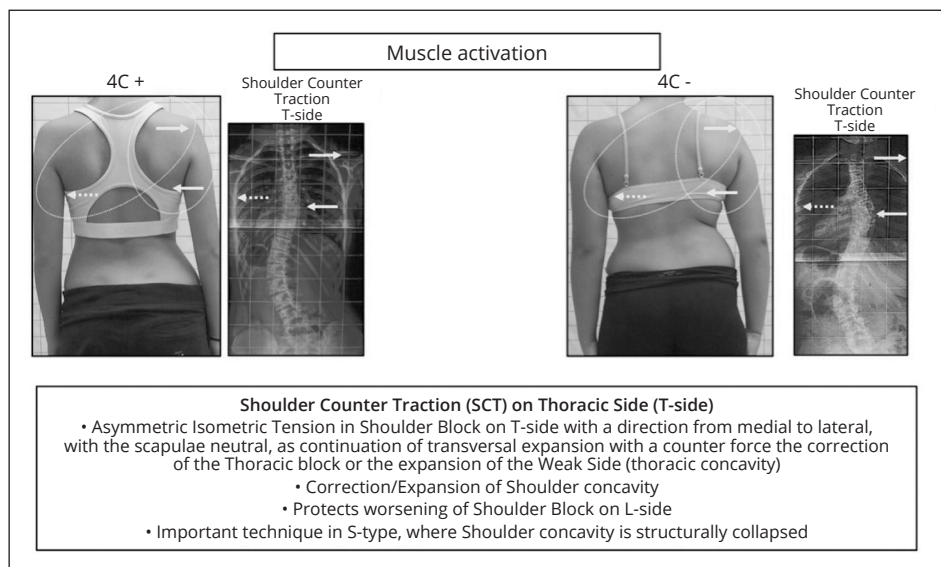 Muscle activation
4C +
Shoulder Counter
Traction
T-side
4C -
Shoulder Counter
Traction
T-side
Shoulder Counter Traction (SCT) on Thoracic Side (T-side)
• Asymmetric Isometric Tension in Shoulder Block on T-side with a direction from medial to lateral,
with the scapulae neutral, as continuation of transversal expansion with a counter force the correction
of the Thoracic block or the expansion of the Weak Side (thoracic concavity)
• Correction/Expansion of Shoulder concavity
• Protects worsening of Shoulder Block on L-side
• Important technique in S-type, where Shoulder concavity is structurally collapsed